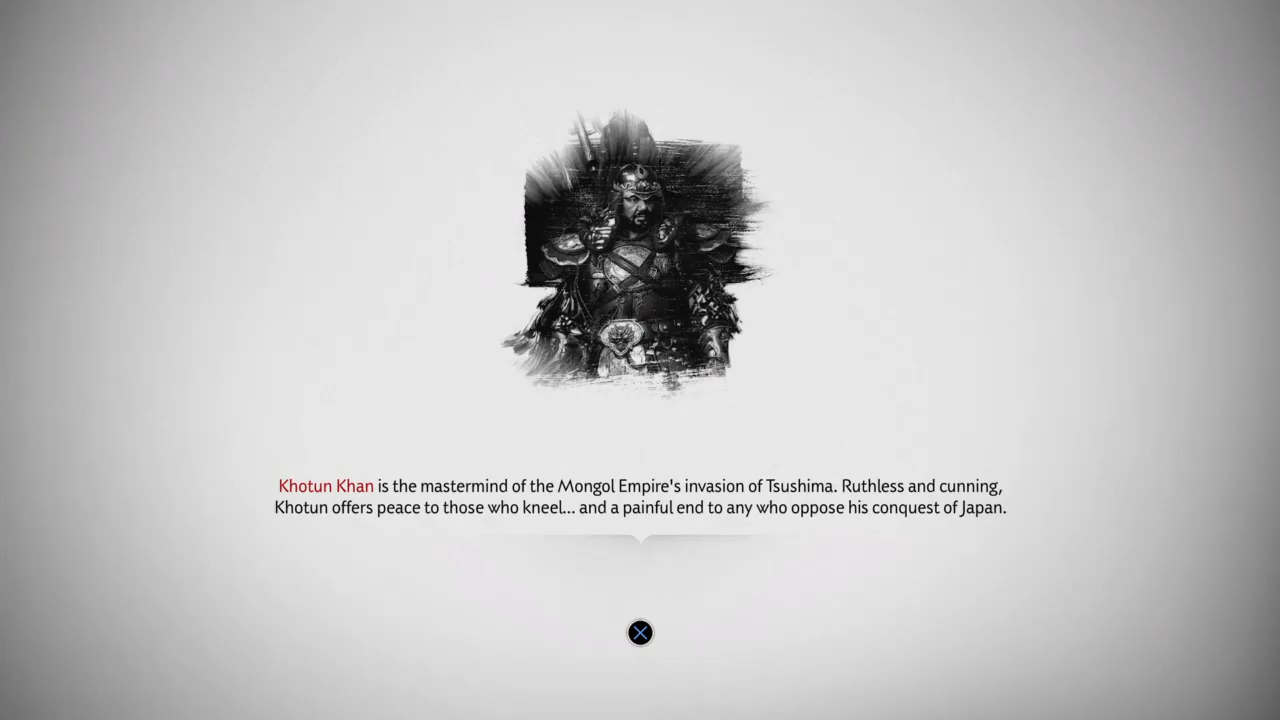 Khotun Khan is the mastermind of the Mongol Empire's invasion of Tsushima. Ruthless and cunning,
Khotun offers peace to those who kneel... and a painful end to any who oppose his conquest of Japan.